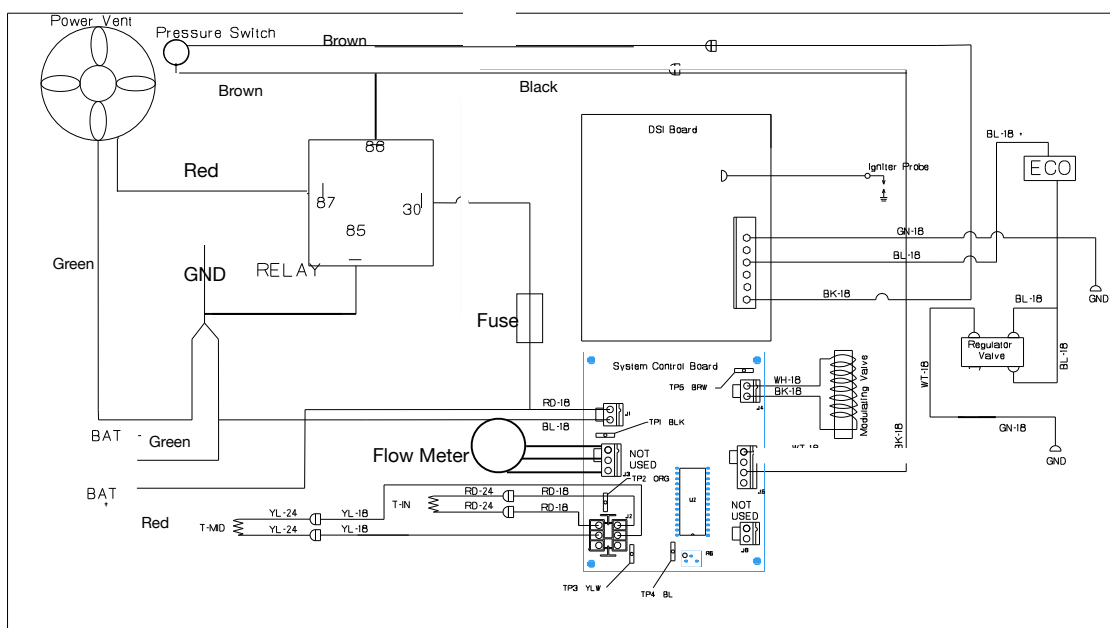 Power Vent
Pressure Switch
Brown
Brown
Black
DSI Board
BL-18
ECO
Igniter Probe
Red
87
30
85
RELAY
GND
Green
GN-18
BL-18
BK-18
BL-18
GND
Fuse
Regulator
Valve
WT-18
BL-18
System Control Board
TP5 BRW
WH-18
BK-18
J4
Modulating Valve
RD-18
J1
BL-18
TP1 BLK
GN-18
GND
BK-18
BAT
Green
Flow Meter
NOT
USED
J3
TP2 ORG
J5
BAT
Red
T-IN
RD-24
RD-18
RD-24
RD-18
J2
U2
NOT
USED
J6
T-MID
YL-24
YL-18
YL-24
YL-18
TP3 YLW
TP4 BL